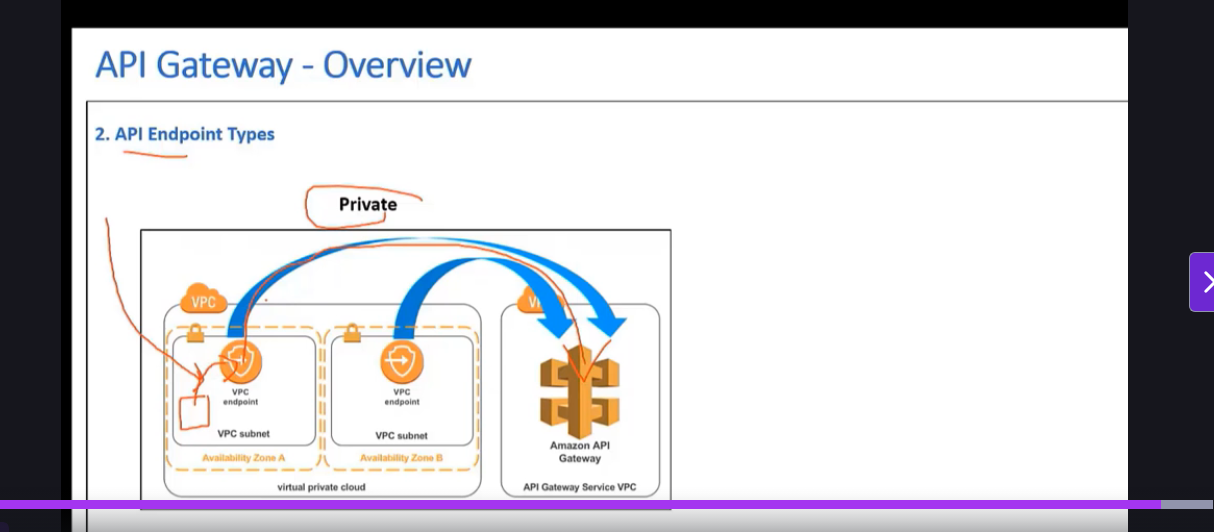 API Gateway - Overview
2. API Endpoint Types
Private
VPC
VPC
endpoint
VPC subnet
Availability Zone A
VPC
endpoint
VPC subnet
Availability Zone B
virtual private cloud
Amazon API
Gateway
API Gateway Service VPC